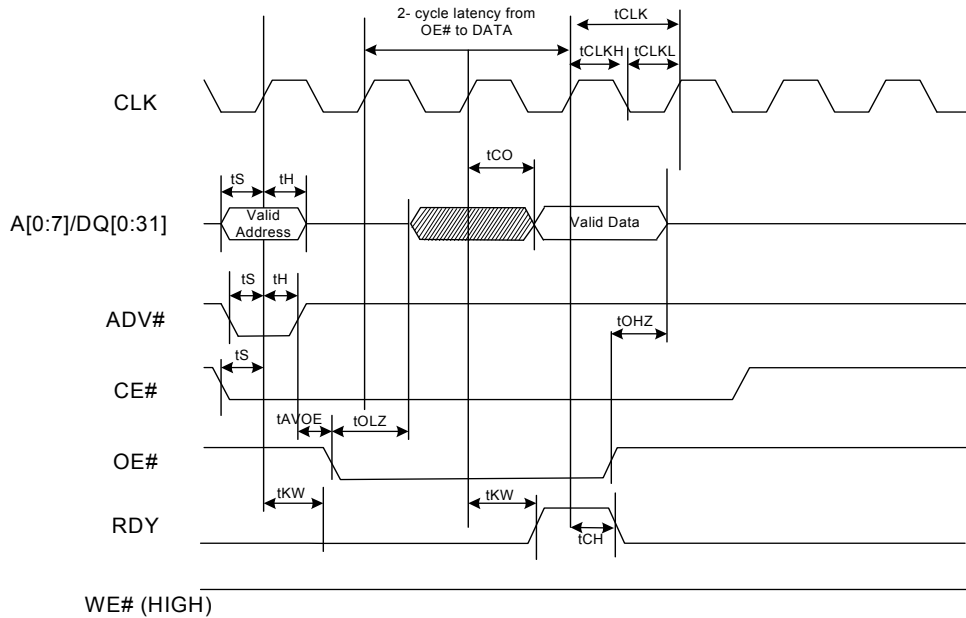 2- cycle latency from
OE# to DATA
tCLK
tCLKH
tCLKL
CLK
tCO
tS
tH
A[0:7]/DQ[0:31]
Valid
Address
Valid Data
tS
tH
ADV#
tOHZ
tS
CE#
tAVOE
tOLZ
OE#
tKW
tKW
RDY
tCH
WE# (HIGH)